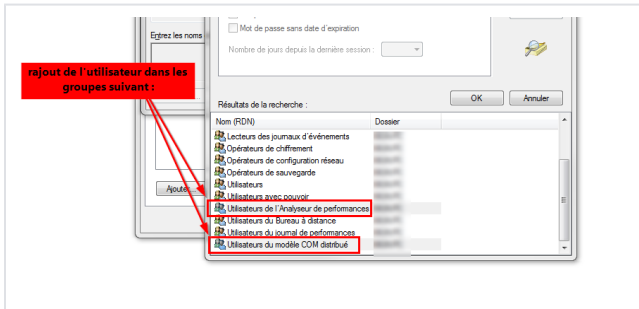 Mot de passe sans date d'expiration
Entrez les noms
Nombre de jours depuis la dernière session :
rajout de l'utilisateur dans les
groupes suivant :
OK
Annuler
Résultats de la recherche :
Nom (RDN)
Dossier
Lecteurs des journaux d'événements
Opérateurs de chiffrement
Opérateurs de configuration réseau
Opérateurs de sauvegarde
Utilisateurs
Utilisateurs avec pouvoir
Ajouter...
Utilisateurs de l'Analyseur de performances
Utilisateurs du Bureau à distance
Utilisateurs du journal de performances
Utilisateurs du modèle COM distribué